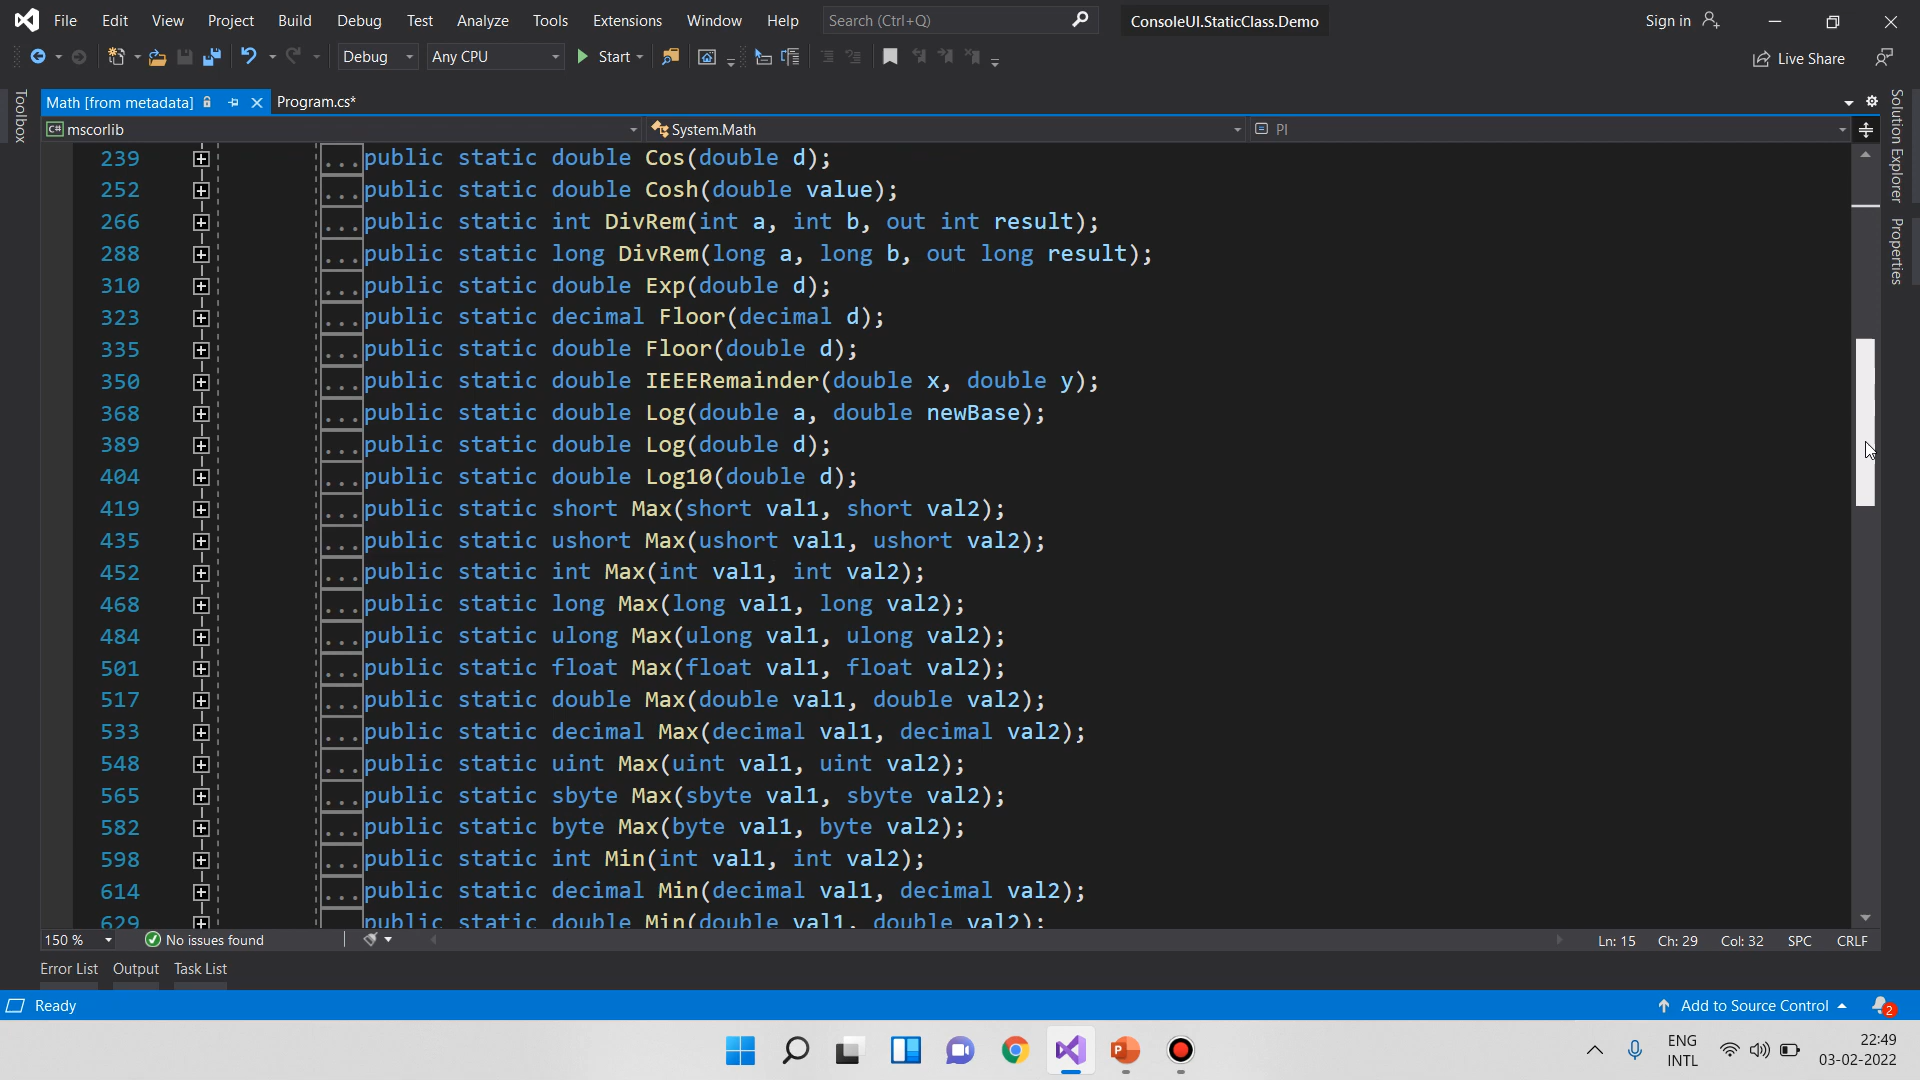 File Edit View Project Build Debug Test Analyze Tools Extensions Window Help Search (Ctrl+Q) ConsoleUI.StaticClass.Demo Sign in
Debug Any CPU Start Live Share
Toolbox
Math [from metadata] Program.cs*
mscorlib System.Math PI
Solution Explorer
Properties
239 ...public static double Cos(double d);
252 ...public static double Cosh(double value);
266 ...public static int DivRem(int a, int b, out int result);
288 ...public static long DivRem(long a, long b, out long result);
310 ...public static double Exp(double d);
323 ...public static decimal Floor(decimal d);
335 ...public static double Floor(double d);
350 ...public static double IEEERemainder(double x, double y);
368 ...public static double Log(double a, double newBase);
389 ...public static double Log(double d);
404 ...public static double Log10(double d);
419 ...public static short Max(short val1, short val2);
435 ...public static ushort Max(ushort val1, ushort val2);
452 ...public static int Max(int val1, int val2);
468 ...public static long Max(long val1, long val2);
484 ...public static ulong Max(ulong val1, ulong val2);
501 ...public static float Max(float val1, float val2);
517 ...public static double Max(double val1, double val2);
533 ...public static decimal Max(decimal val1, decimal val2);
548 ...public static uint Max(uint val1, uint val2);
565 ...public static sbyte Max(sbyte val1, sbyte val2);
582 ...public static byte Max(byte val1, byte val2);
598 ...public static int Min(int val1, int val2);
614 ...public static decimal Min(decimal val1, decimal val2);
629 ...public static double Min(double val1, double val2);
150 % No issues found Ln: 15 Ch: 29 Col: 32 SPC CRLF
Error List Output Task List
Ready Add to Source Control 2
ENG 22:49
INTL 03-02-2022